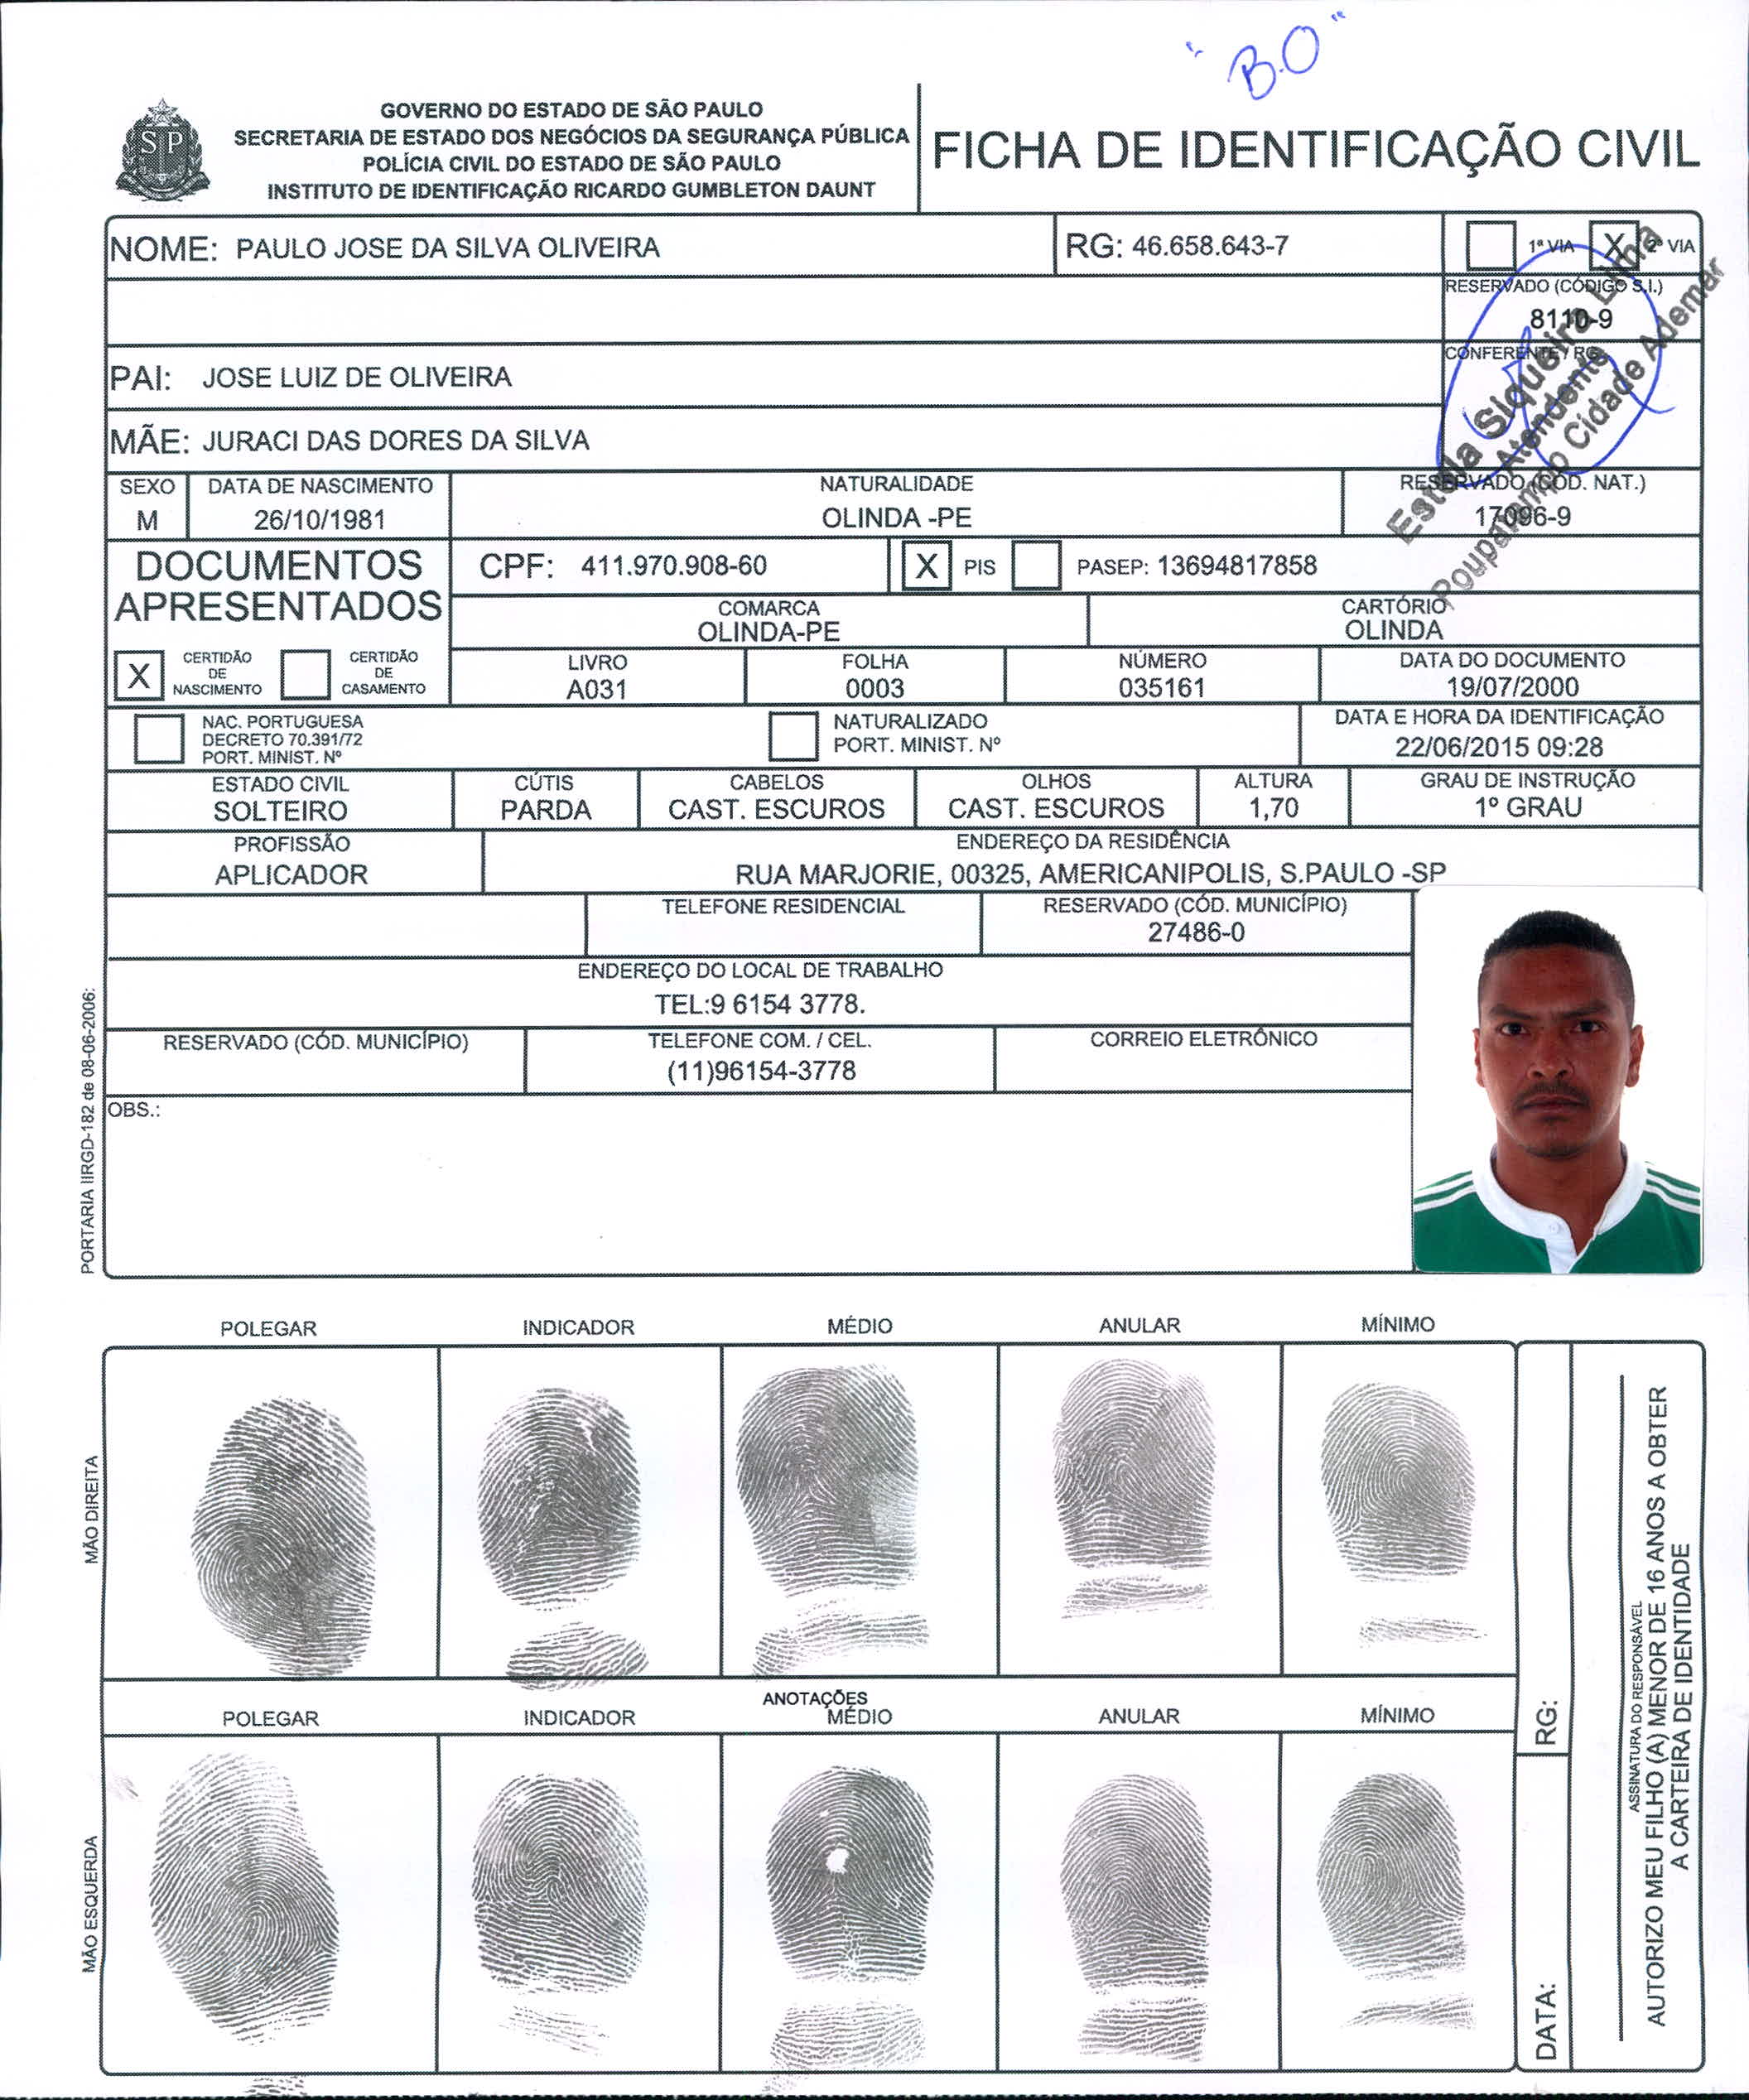 "B.O"
GOVERNO DO ESTADO DE SÃO PAULO
SECRETARIA DE ESTADO DOS NEGÓCIOS DA SEGURANÇA PÚBLICA
POLÍCIA CIVIL DO ESTADO DE SÃO PAULO
INSTITUTO DE IDENTIFICAÇÃO RICARDO GUMBLETON DAUNT
SP
FICHA DE IDENTIFICAÇÃO CIVIL
NOME: PAULO JOSE DA SILVA OLIVEIRA
RG: 46.658.643-7
1ª VIA X 2ª VIA
RESERVADO (CÓDIGO S.I.)
8110-9
CONFERENTE / RG
Estela Siqueira Lima
Atendente
Poupatempo Cidade Ademar
PAI: JOSE LUIZ DE OLIVEIRA
MÃE: JURACI DAS DORES DA SILVA
SEXO
M
DATA DE NASCIMENTO
26/10/1981
NATURALIDADE
OLINDA -PE
RESERVADO (CÓD. NAT.)
17096-9
DOCUMENTOS
APRESENTADOS
CPF: 411.970.908-60
X PIS PASEP: 13694817858
COMARCA
OLINDA-PE
CARTÓRIO
OLINDA
X CERTIDÃO
DE
NASCIMENTO
CERTIDÃO
DE
CASAMENTO
LIVRO
A031
FOLHA
0003
NÚMERO
035161
DATA DO DOCUMENTO
19/07/2000
NAC. PORTUGUESA
DECRETO 70.391/72
PORT. MINIST. Nº
NATURALIZADO
PORT. MINIST. Nº
DATA E HORA DA IDENTIFICAÇÃO
22/06/2015 09:28
ESTADO CIVIL
SOLTEIRO
CÚTIS
PARDA
CABELOS
CAST. ESCUROS
OLHOS
CAST. ESCUROS
ALTURA
1,70
GRAU DE INSTRUÇÃO
1º GRAU
PROFISSÃO
APLICADOR
ENDEREÇO DA RESIDÊNCIA
RUA MARJORIE, 00325, AMERICANIPOLIS, S.PAULO -SP
TELEFONE RESIDENCIAL
RESERVADO (CÓD. MUNICÍPIO)
27486-0
ENDEREÇO DO LOCAL DE TRABALHO
TEL:9 6154 3778.
RESERVADO (CÓD. MUNICÍPIO)
TELEFONE COM. / CEL.
(11)96154-3778
CORREIO ELETRÔNICO
OBS.:
PORTARIA IIRGD-182 de 08-06-2006:
POLEGAR INDICADOR MÉDIO ANULAR MÍNIMO
MÃO DIREITA
ANOTAÇÕES
POLEGAR INDICADOR MÉDIO ANULAR MÍNIMO
MÃO ESQUERDA
RG:
DATA:
ASSINATURA DO RESPONSÁVEL
AUTORIZO MEU FILHO (A) MENOR DE 16 ANOS A OBTER
A CARTEIRA DE IDENTIDADE